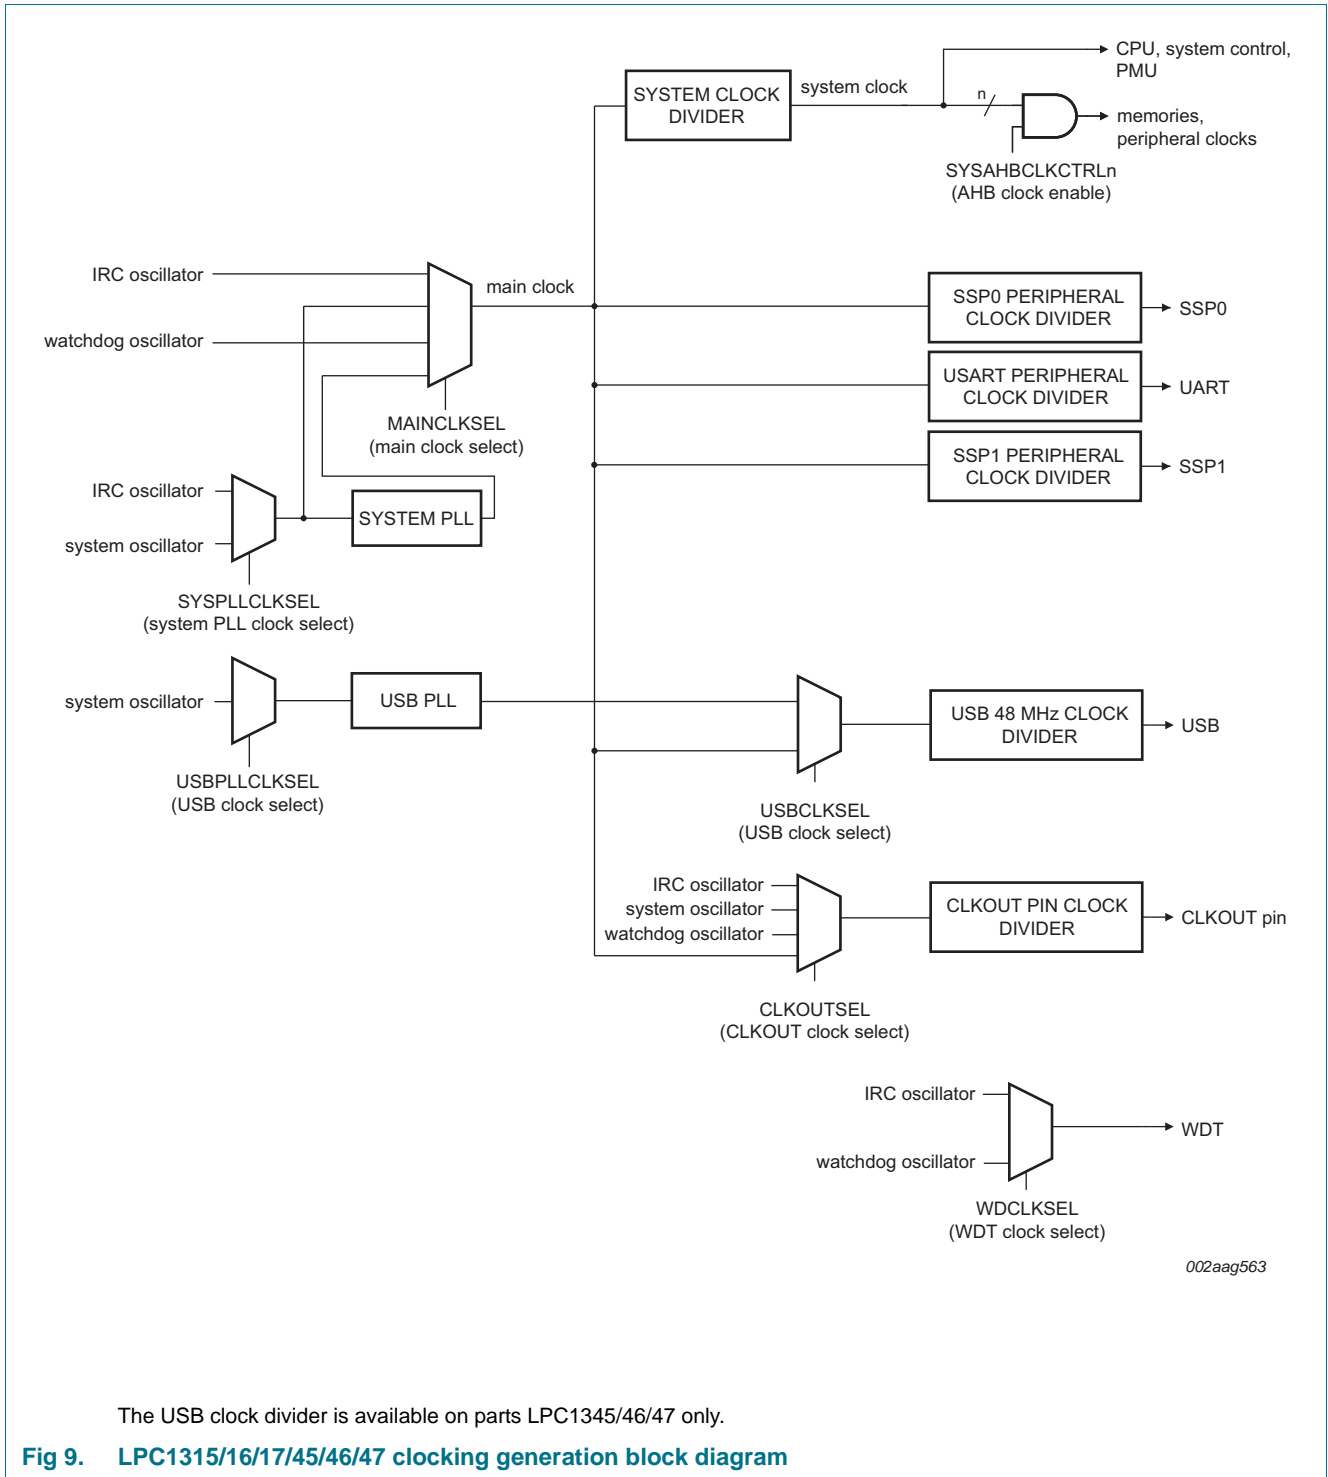 CPU, system control,
PMU
SYSTEM CLOCK
DIVIDER
system clock
n
memories,
peripheral clocks
SYSAHBCLKCTRLn
(AHB clock enable)
IRC oscillator
main clock
watchdog oscillator
MAINCLKSEL
(main clock select)
SSP0 PERIPHERAL
CLOCK DIVIDER
SSP0
USART PERIPHERAL
CLOCK DIVIDER
UART
SSP1 PERIPHERAL
CLOCK DIVIDER
SSP1
IRC oscillator
system oscillator
SYSTEM PLL
SYSPLLCLKSEL
(system PLL clock select)
system oscillator
USB PLL
USBPLLCLKSEL
(USB clock select)
USB 48 MHz CLOCK
DIVIDER
USB
USBCLKSEL
(USB clock select)
IRC oscillator
system oscillator
watchdog oscillator
CLKOUT PIN CLOCK
DIVIDER
CLKOUT pin
CLKOUTSEL
(CLKOUT clock select)
IRC oscillator
watchdog oscillator
WDT
WDCLKSEL
(WDT clock select)
002aag563
The USB clock divider is available on parts LPC1345/46/47 only.
Fig 9. LPC1315/16/17/45/46/47 clocking generation block diagram